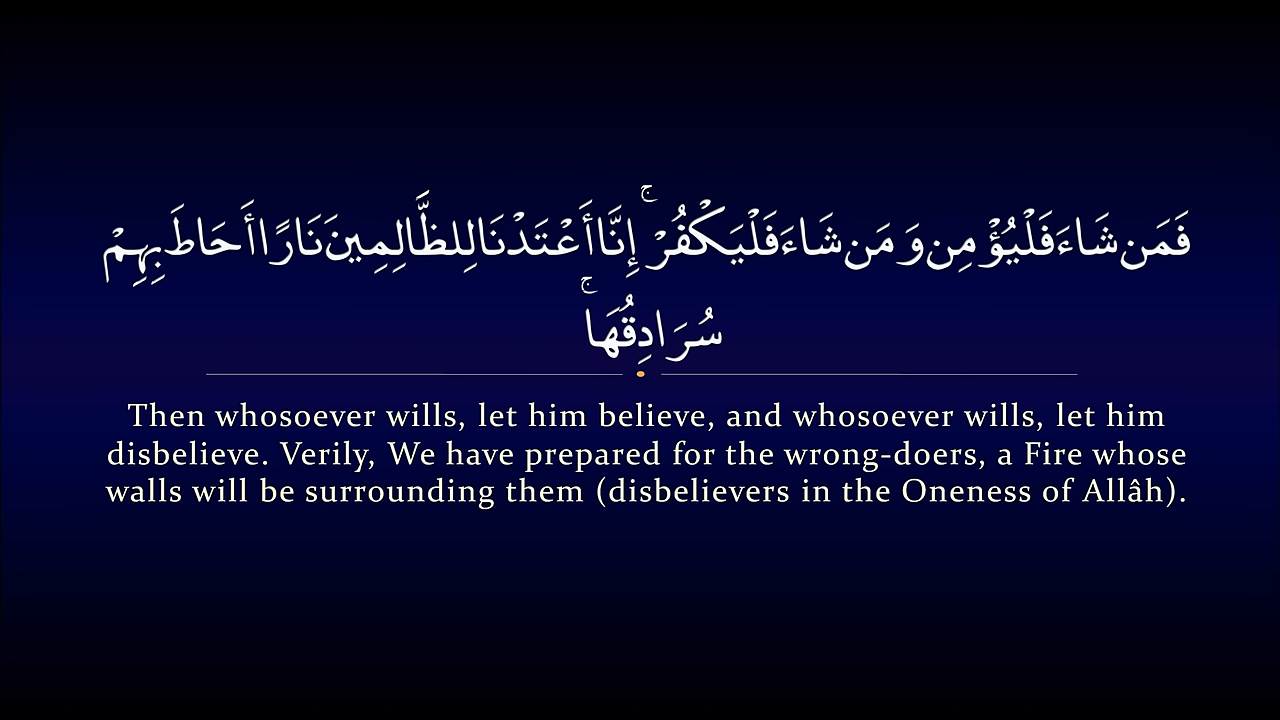 فَمَن شَاءَ فَلْيُؤْمِن وَمَن شَاءَ فَلْيَكْفُرْ ۚ إِنَّا أَعْتَدْنَا لِلظَّالِمِينَ نَارًا أَحَاطَ بِهِمْ
سُرَادِقُهَا ۚ
Then whosoever wills, let him believe, and whosoever wills, let him
disbelieve. Verily, We have prepared for the wrong-doers, a Fire whose
walls will be surrounding them (disbelievers in the Oneness of Allâh).